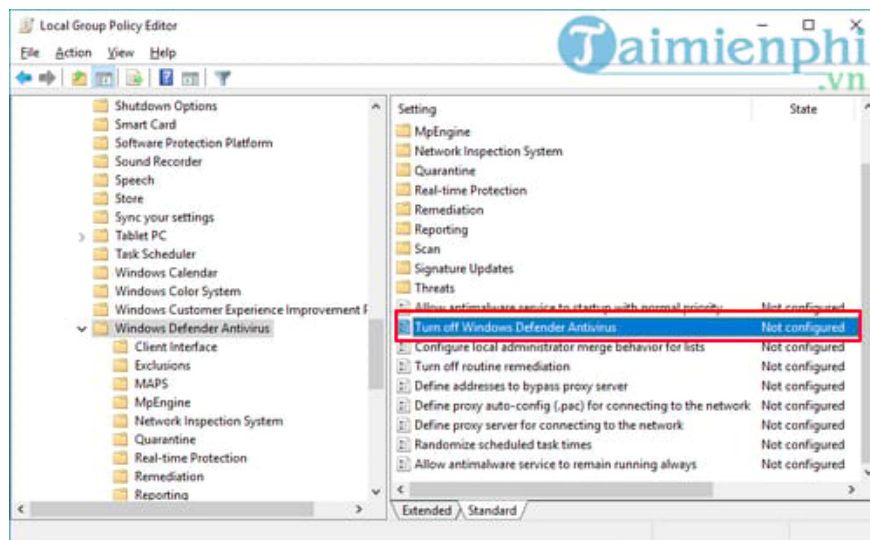 Local Group Policy Editor
Taimienphi
.vn
File Action View Help
Shutdown Options
Smart Card
Software Protection Platform
Sound Recorder
Speech
Store
Sync your settings
Tablet PC
Task Scheduler
Windows Calendar
Windows Color System
Windows Customer Experience Improvement P
Windows Defender Antivirus
Client Interface
Exclusions
MAPS
MpEngine
Network Inspection System
Quarantine
Real-time Protection
Remediation
Reporting
Setting State
MpEngine
Network Inspection System
Quarantine
Real-time Protection
Remediation
Reporting
Scan
Signature Updates
Threats
Allow antimalware service to startup with normal priority Not configured
Turn off Windows Defender Antivirus Not configured
Configure local administrator merge behavior for lists Not configured
Turn off routine remediation Not configured
Define addresses to bypass proxy server Not configured
Define proxy auto-config (.pac) for connecting to the network Not configured
Define proxy server for connecting to the network Not configured
Randomize scheduled task times Not configured
Allow antimalware service to remain running always Not configured
Extended Standard